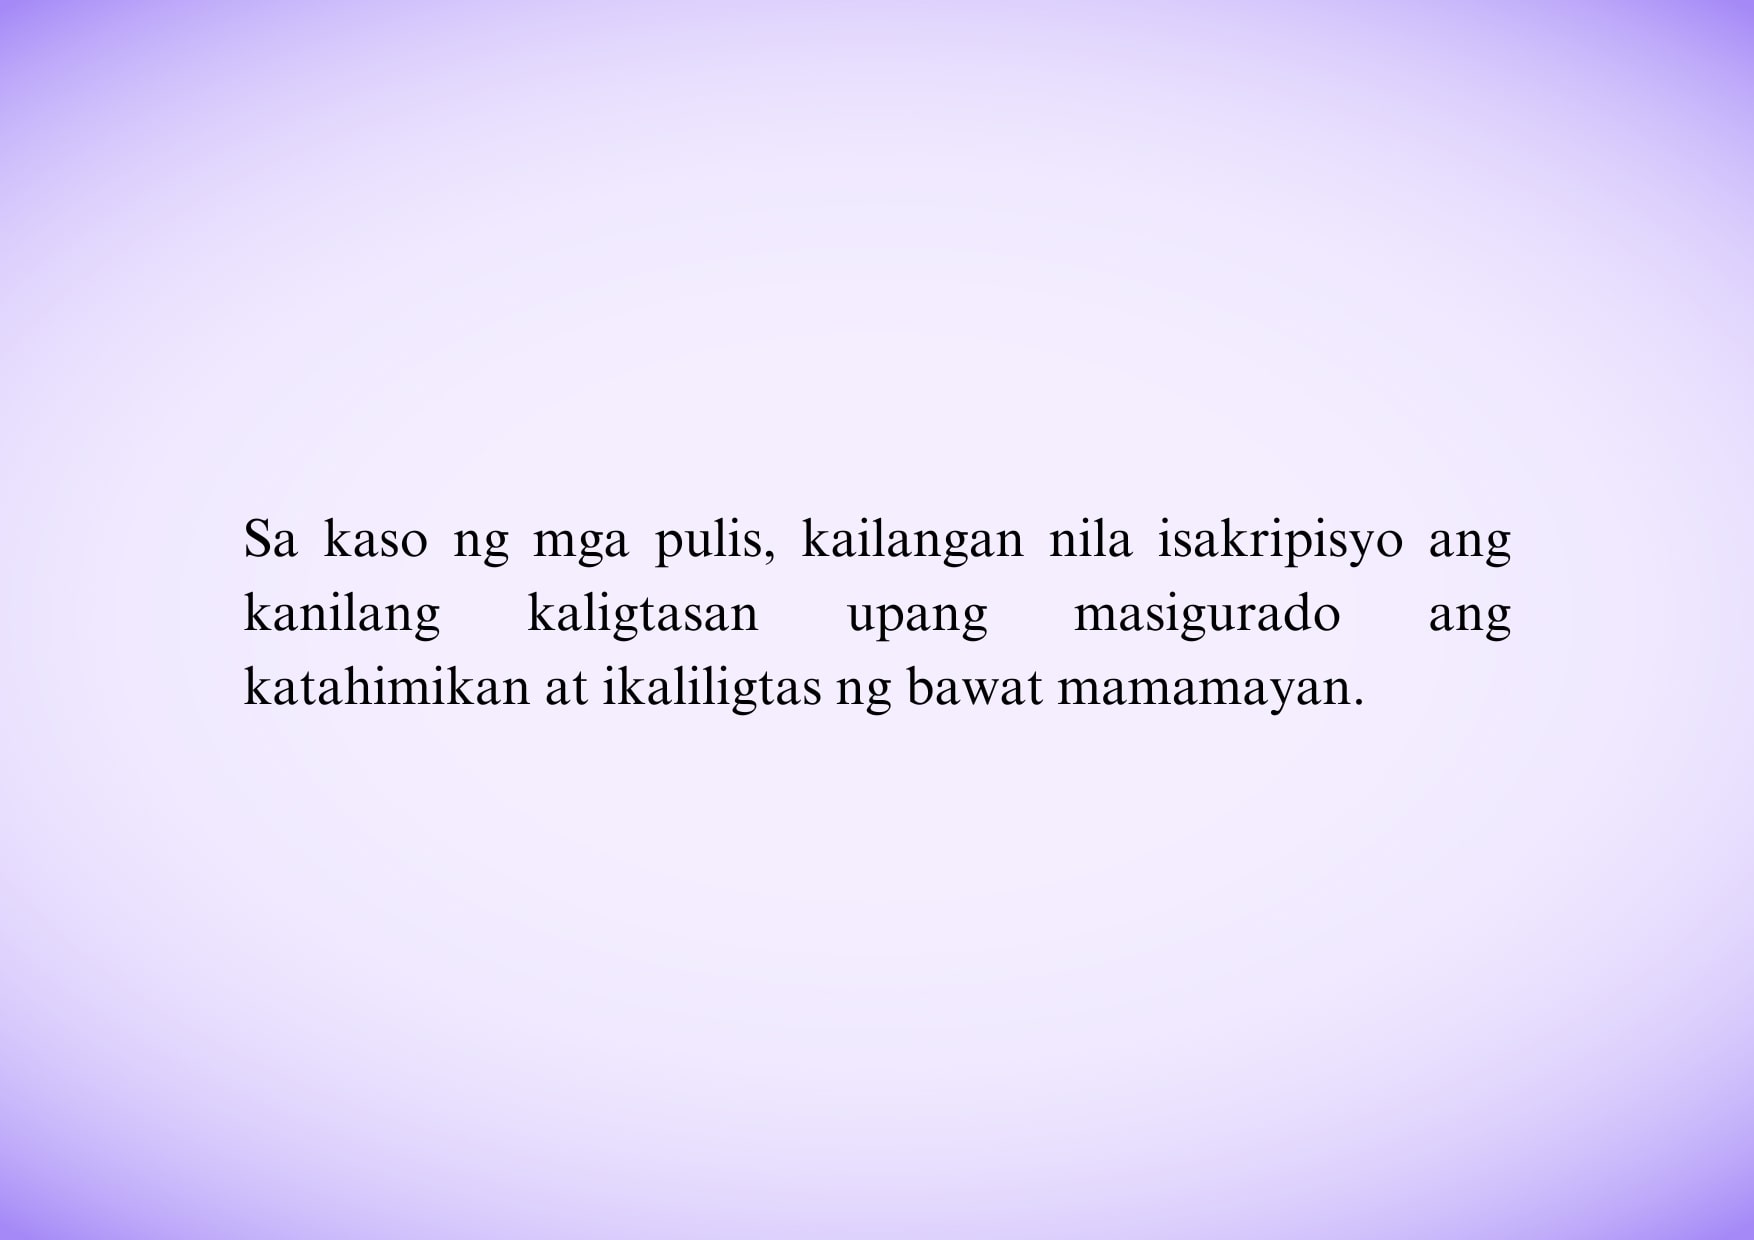 Sa kaso ng mga pulis, kailangan nila isakripisyo ang
kanilang kaligtasan upang masigurado ang
katahimikan at ikaliligtas ng bawat mamamayan.